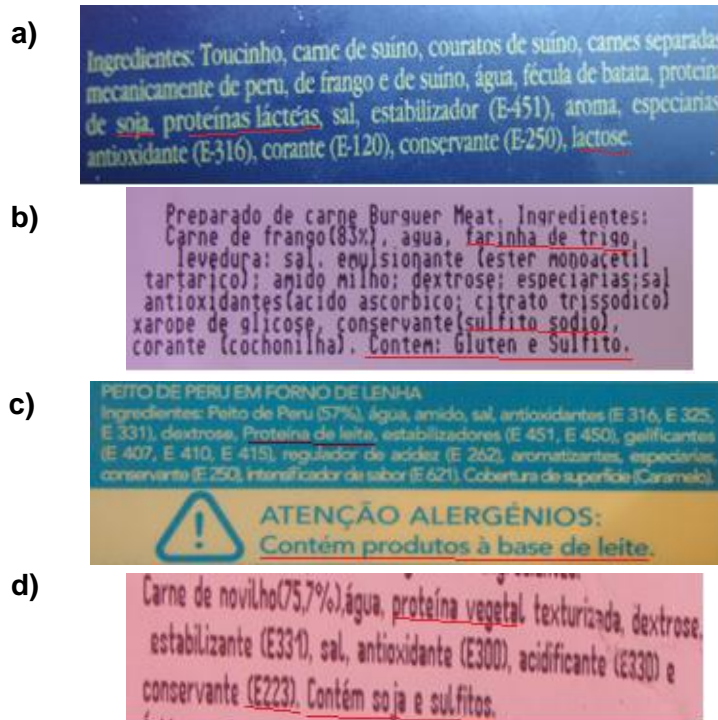 a)
Ingredientes: Toucinho, carne de suíno, couratos de suíno, carnes separadas
mecanicamente de peru, de frango e de suíno, água, fécula de batata, proteína
de soja, proteínas lácteas, sal, estabilizador (E-451), aroma, especiarias,
antioxidante (E-316), corante (E-120), conservante (E-250), lactose.
b)
Preparado de carne Burguer Meat. Ingredientes:
Carne de frango(83%), agua, farinha de trigo,
levedura; sal, emulsionante (ester monoacetil
tartarico); amido milho; dextrose; especiarias;sal
antioxidantes(acido ascorbico; citrato trissodico)
xarope de glicose, conservante(sulfito sodio),
corante (cochonilha). Contem: Gluten e Sulfito.
c)
PEITO DE PERU EM FORNO DE LENHA
Ingredientes: Peito de Peru (57%), água, amido, sal, antioxidantes (E 316, E 325,
E 331), dextrose, Proteína de leite, estabilizadores (E 451, E 450), gelificantes
(E 407, E 410, E 415), regulador de acidez (E 262), aromatizantes, especiarias,
conservante (E 250), intensificador de sabor (E 621). Cobertura de superfície (Caramelo).
ATENÇÃO ALERGÉNIOS:
Contém produtos à base de leite.
d)
Carne de novilho(75,7%),água, proteína vegetal texturizada, dextrose,
estabilizante (E331), sal, antioxidante (E300), acidificante (E330) e
conservante (E223). Contém soja e sulfitos.